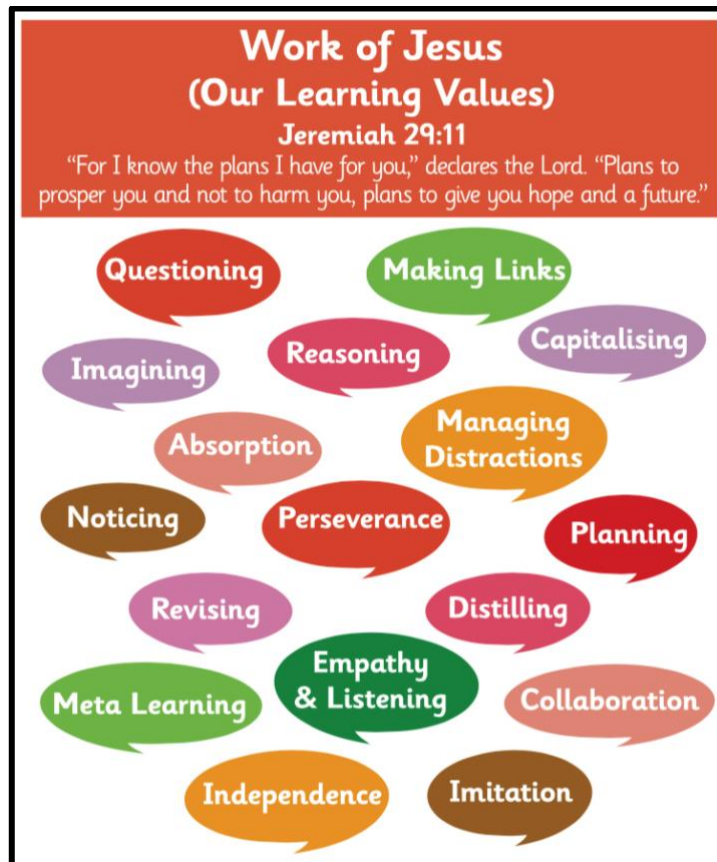 Work of Jesus
(Our Learning Values)
Jeremiah 29:11
“For I know the plans I have for you,” declares the Lord. “Plans to
prosper you and not to harm you, plans to give you hope and a future.”
Questioning
Making Links
Imagining
Reasoning
Capitalising
Absorption
Managing
Distractions
Noticing
Perseverance
Planning
Revising
Distilling
Meta Learning
Empathy
& Listening
Collaboration
Independence
Imitation